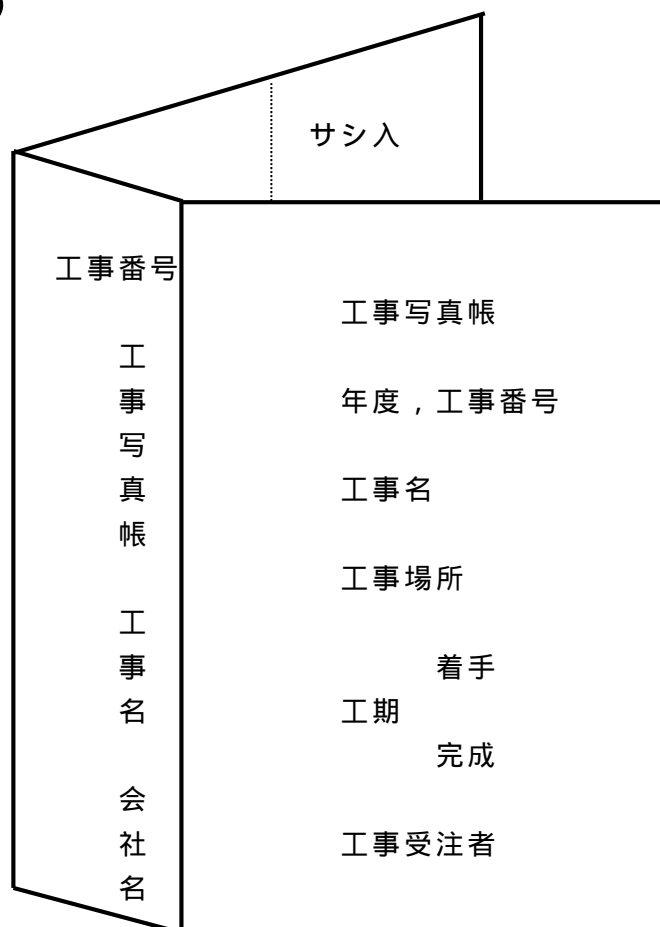 サシ入
工事番号
工事写真帳
工事名
会社名
工事写真帳
年度，工事番号
工事名
工事場所
着手
工期
完成
工事受注者